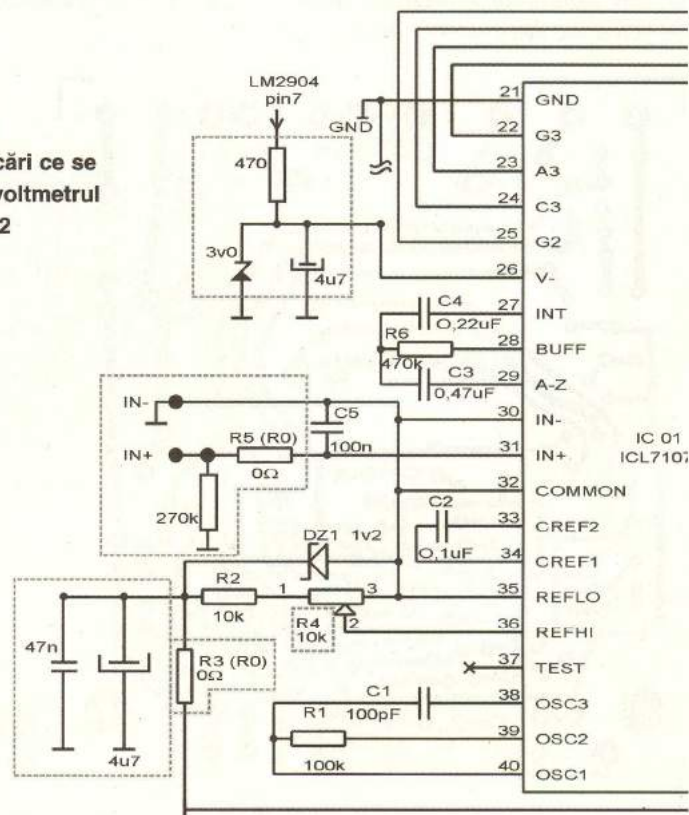 cări ce se
voltmetrul
2
LM2904
pin7
470
3v0
4u7
GND
21 GND
22 G3
23 A3
24 C3
25 G2
26 V-
27 INT
28 BUFF
29 A-Z
30 IN-
31 IN+
32 COMMON
33 CREF2
34 CREF1
35 REFLO
36 REFHI
37 TEST
38 OSC3
39 OSC2
40 OSC1
IC 01
ICL7107
C4
0,22uF
R6
470k
C3
0,47uF
IN-
IN+
R5 (R0)
0Ω
C5
100n
270k
C2
0,1uF
DZ1 1v2
R2
10k
1
3
2
R4
10k
47n
4u7
R3 (R0)
0Ω
C1
100pF
R1
100k